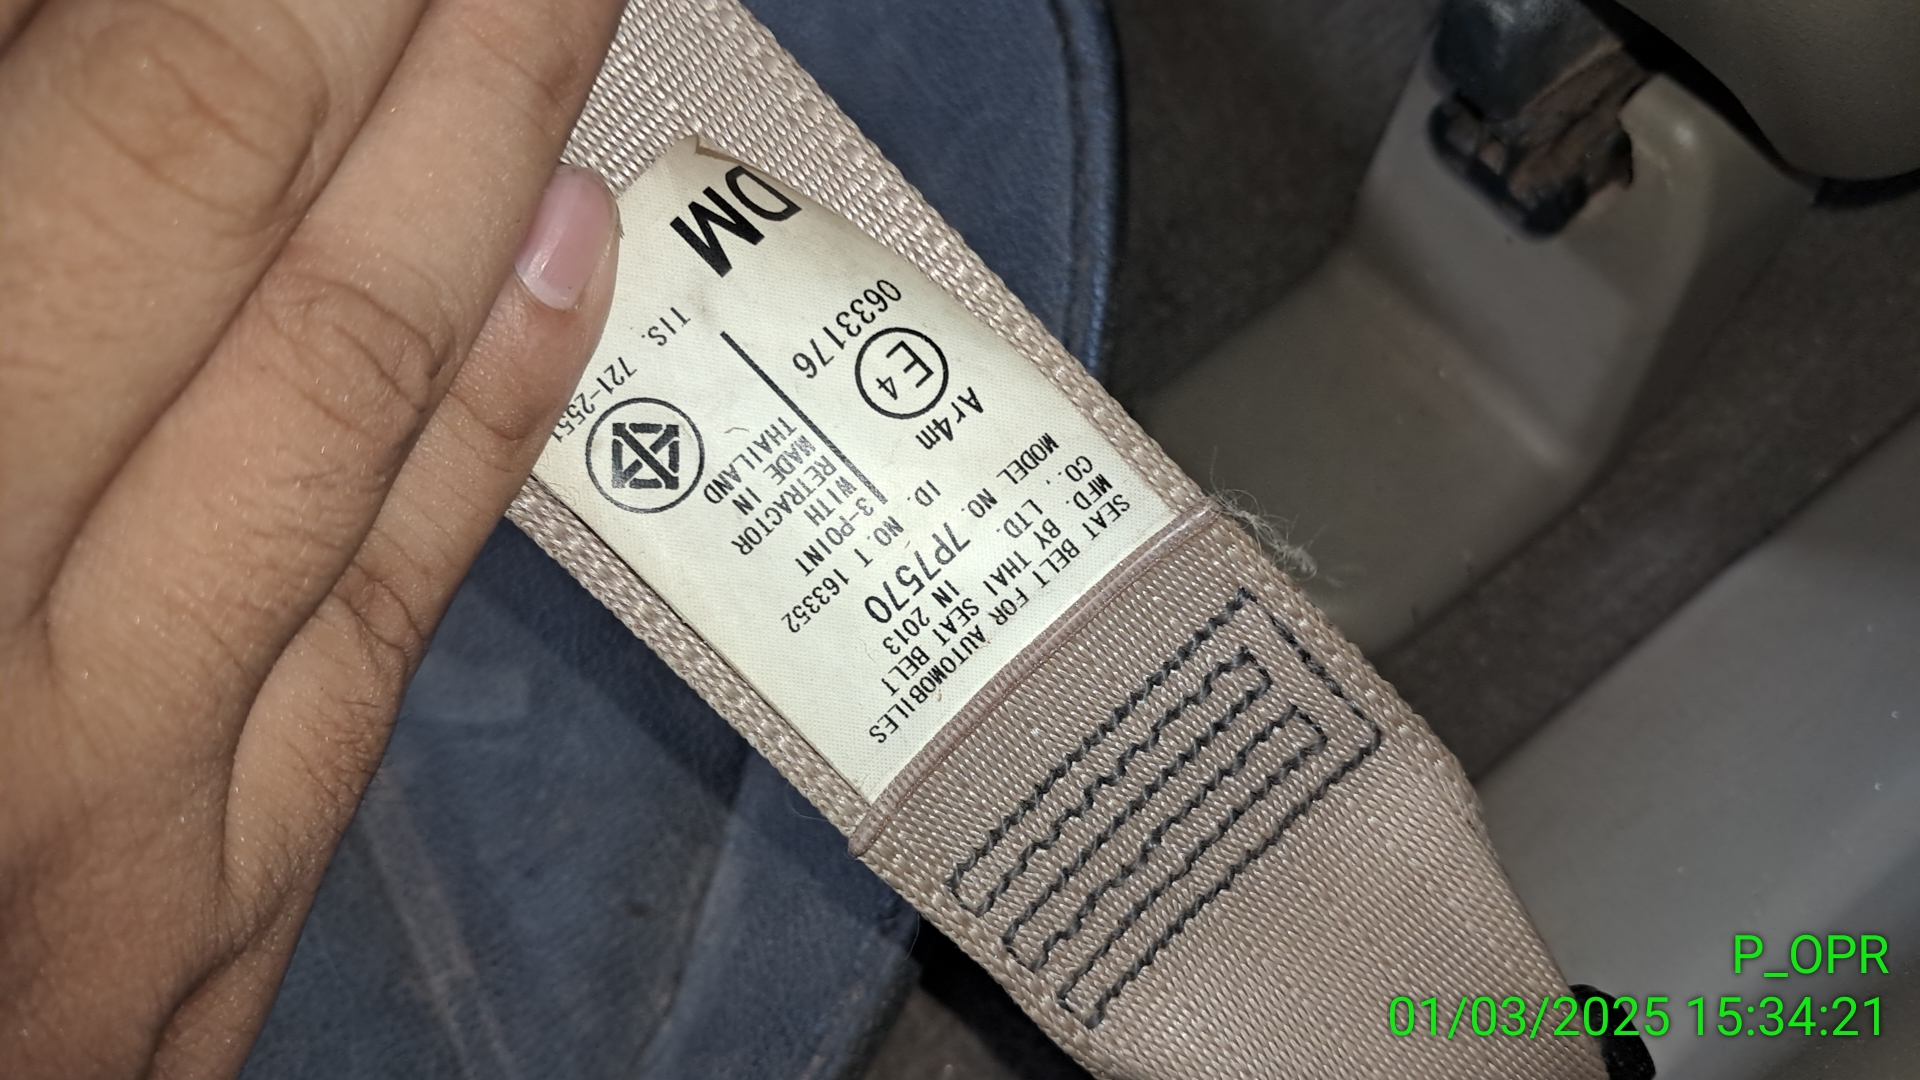 SEAT BELT FOR AUTOMOBILES
MFD. BY THAI SEAT BELT
CO., LTD. IN 2013
MODEL NO. 7P7570
ID. NO. T 163352
Ar4m
E4
0633176
3-POINT
WITH
RETRACTOR
MADE IN
THAILAND
TIS. 721-2551
DM
P_OPR
01/03/2025 15:34:21